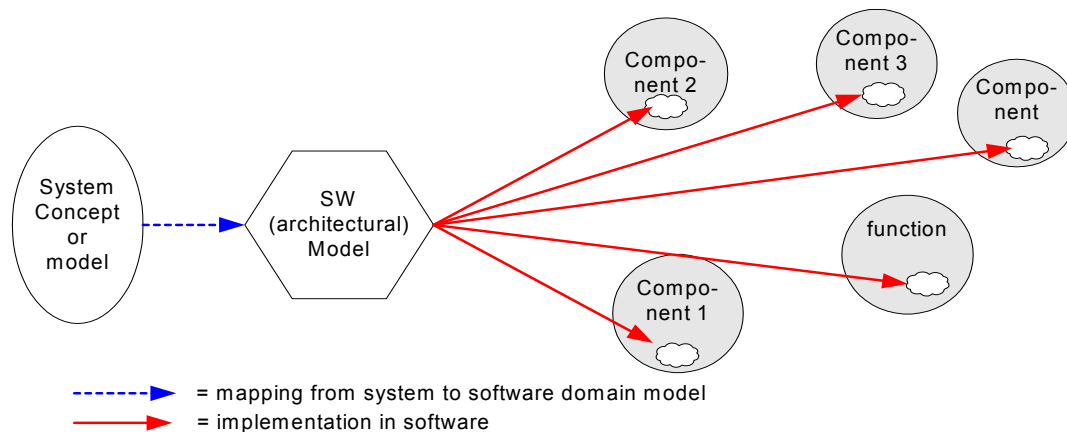 System
Concept
or
model
SW
(architectural)
Model
Compo-
nent 2
Compo-
nent 3
Compo-
nent
function
Compo-
nent 1
= mapping from system to software domain model
= implementation in software